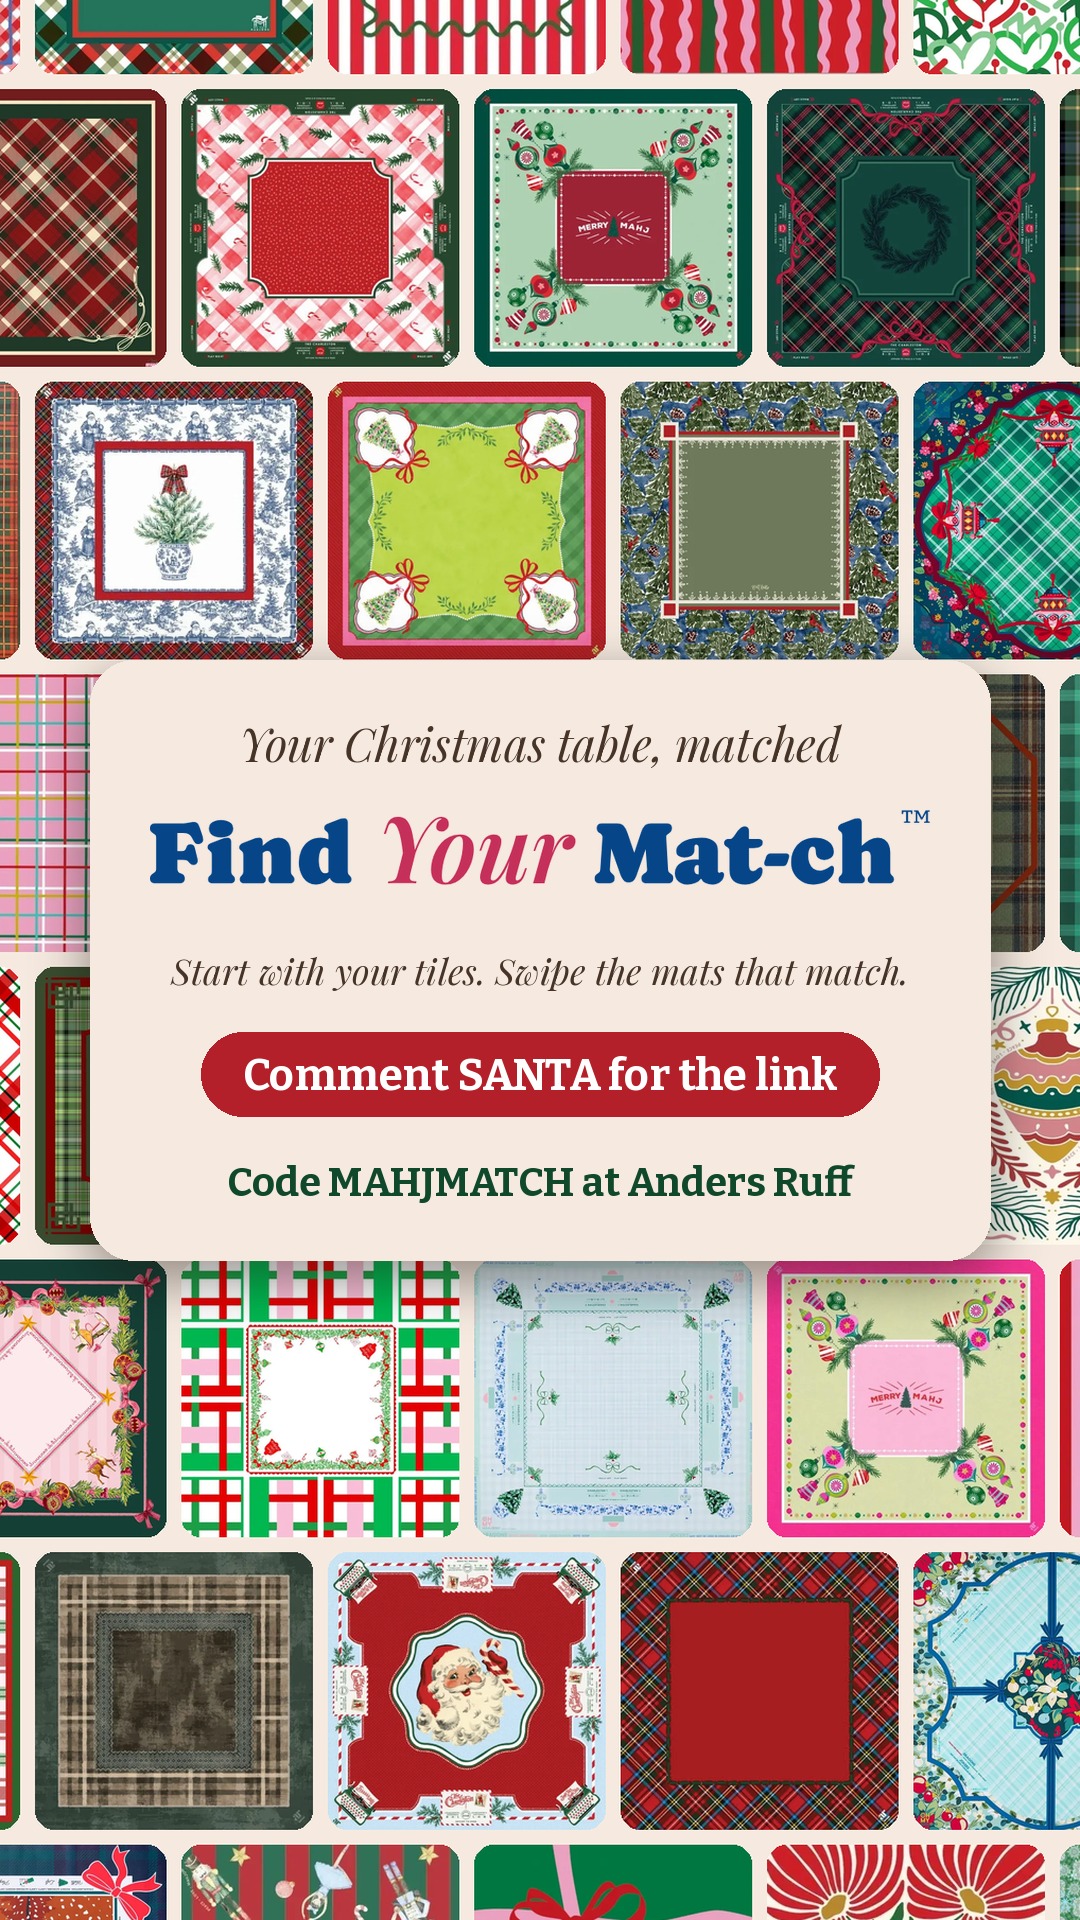 MERRY MAHJ
Your Christmas table, matched
Find Your Mat-ch™
Start with your tiles. Swipe the mats that match.
Comment SANTA for the link
Code MAHJMATCH at Anders Ruff
MERRY MAHJ